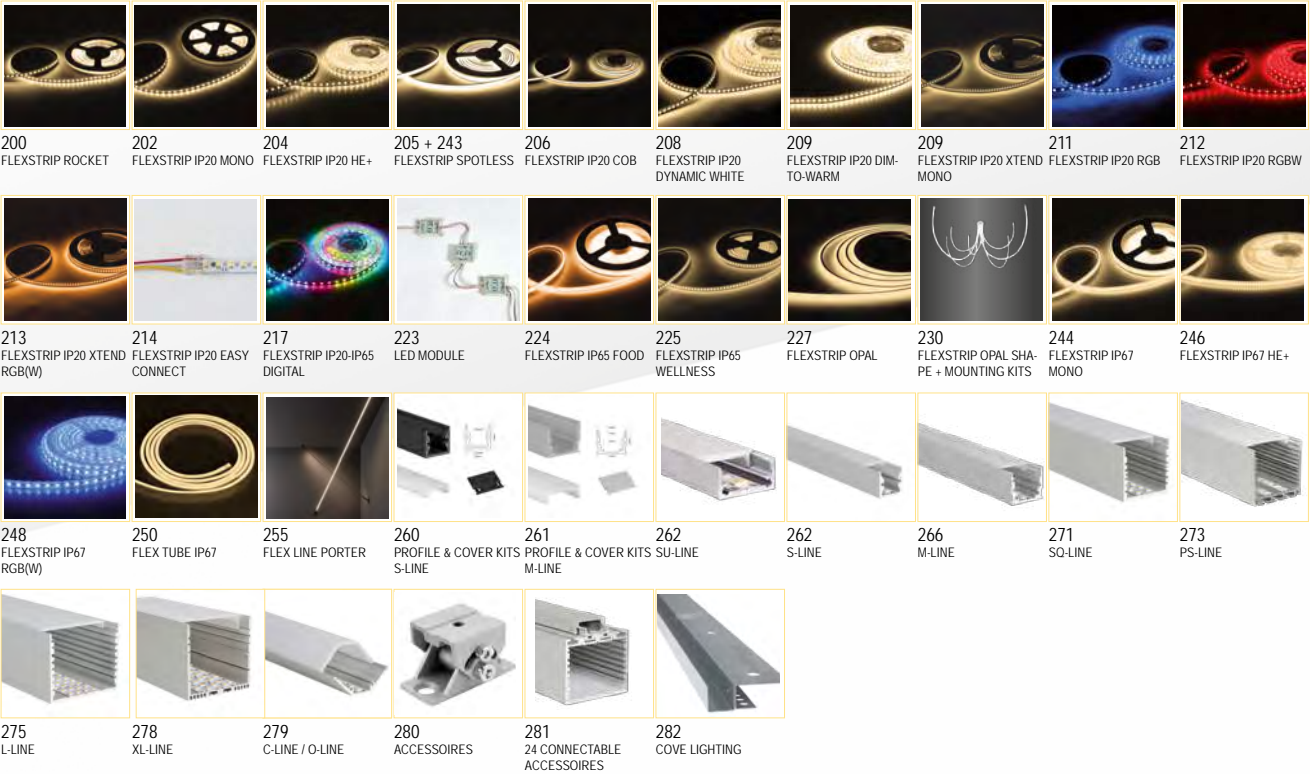 200
FLEXSTRIP ROCKET
202
FLEXSTRIP IP20 MONO
204
FLEXSTRIP IP20 HE+
205 + 243
FLEXSTRIP SPOTLESS
206
FLEXSTRIP IP20 COB
208
FLEXSTRIP IP20
DYNAMIC WHITE
209
FLEXSTRIP IP20 DIM-
TO-WARM
209
FLEXSTRIP IP20 XTEND
MONO
211
FLEXSTRIP IP20 RGB
212
FLEXSTRIP IP20 RGBW
213
FLEXSTRIP IP20 XTEND
RGB(W)
214
FLEXSTRIP IP20 EASY
CONNECT
217
FLEXSTRIP IP20-IP65
DIGITAL
223
LED MODULE
224
FLEXSTRIP IP65 FOOD
225
FLEXSTRIP IP65
WELLNESS
227
FLEXSTRIP OPAL
230
FLEXSTRIP OPAL SHA-
PE + MOUNTING KITS
244
FLEXSTRIP IP67
MONO
246
FLEXSTRIP IP67 HE+
248
FLEXSTRIP IP67
RGB(W)
250
FLEX TUBE IP67
255
FLEX LINE PORTER
260
PROFILE & COVER KITS
S-LINE
261
PROFILE & COVER KITS
M-LINE
262
SU-LINE
262
S-LINE
266
M-LINE
271
SQ-LINE
273
PS-LINE
275
L-LINE
278
XL-LINE
279
C-LINE / O-LINE
280
ACCESSOIRES
281
24 CONNECTABLE
ACCESSOIRES
282
COVE LIGHTING